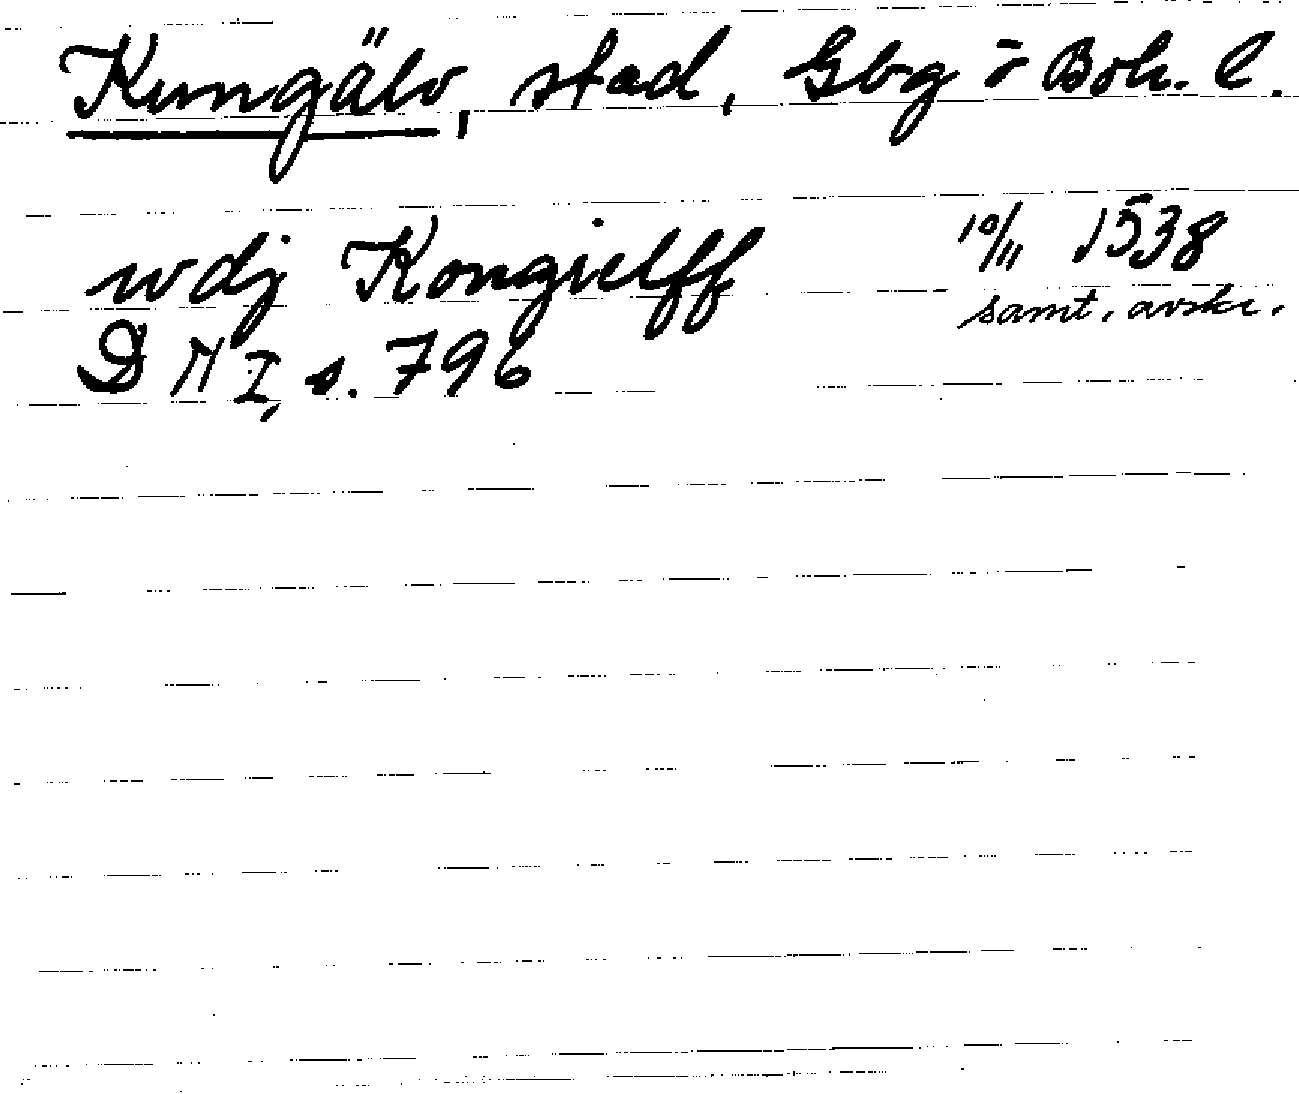 Kungälv, stad, Gbg o Boh. l.
wdj Kongielff 10/11 1538
samt. avskr.
DN I, s. 796